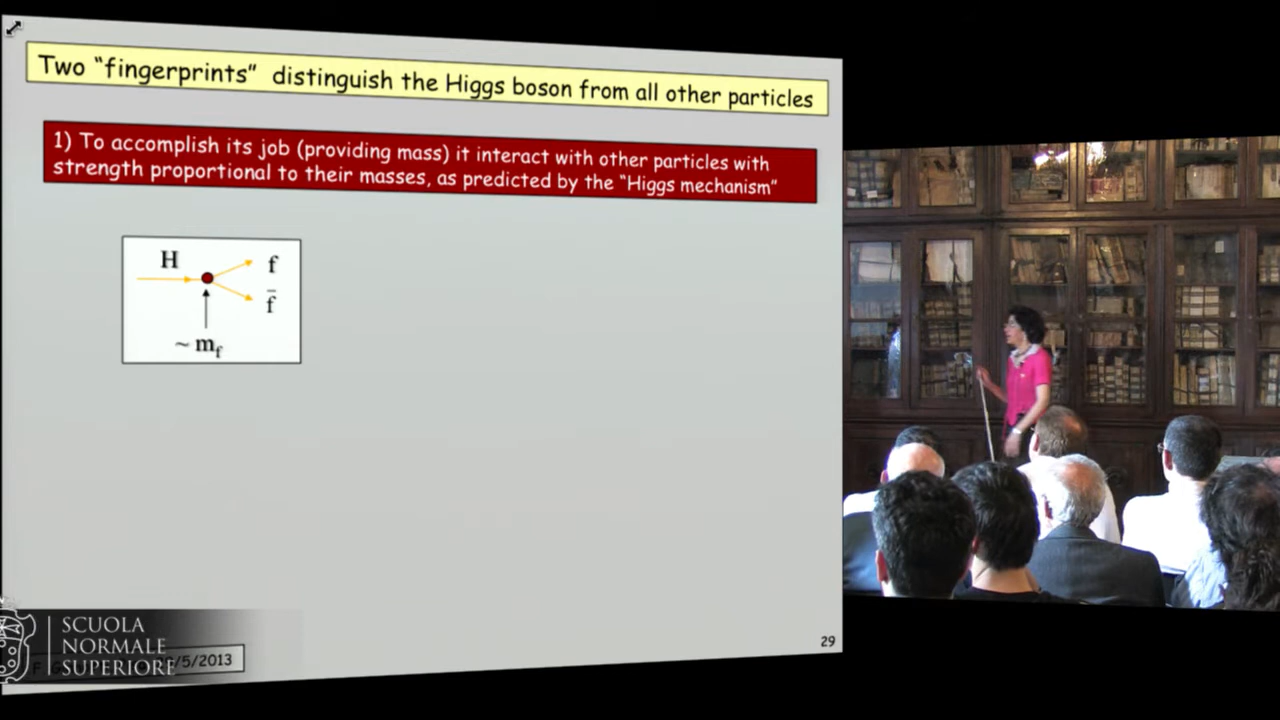 Two “fingerprints” distinguish the Higgs boson from all other particles
1) To accomplish its job (providing mass) it interact with other particles with
strength proportional to their masses, as predicted by the “Higgs mechanism”
H
f
f̄
~ m_f
29
SCUOLA
NORMALE
SUPERIORE
/5/2013